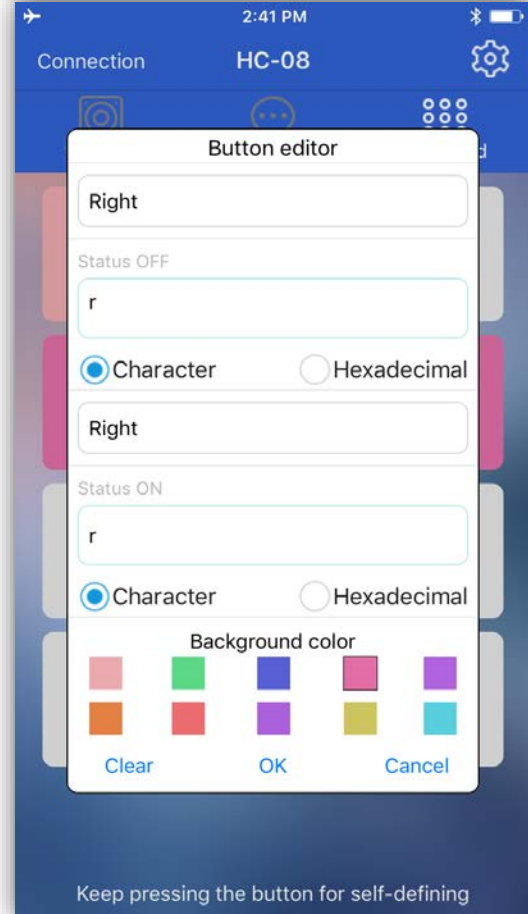 2:41 PM
Connection HC-08
Button editor
Right
Status OFF
r
Character Hexadecimal
Right
Status ON
r
Character Hexadecimal
Background color
Clear OK Cancel
Keep pressing the button for self-defining